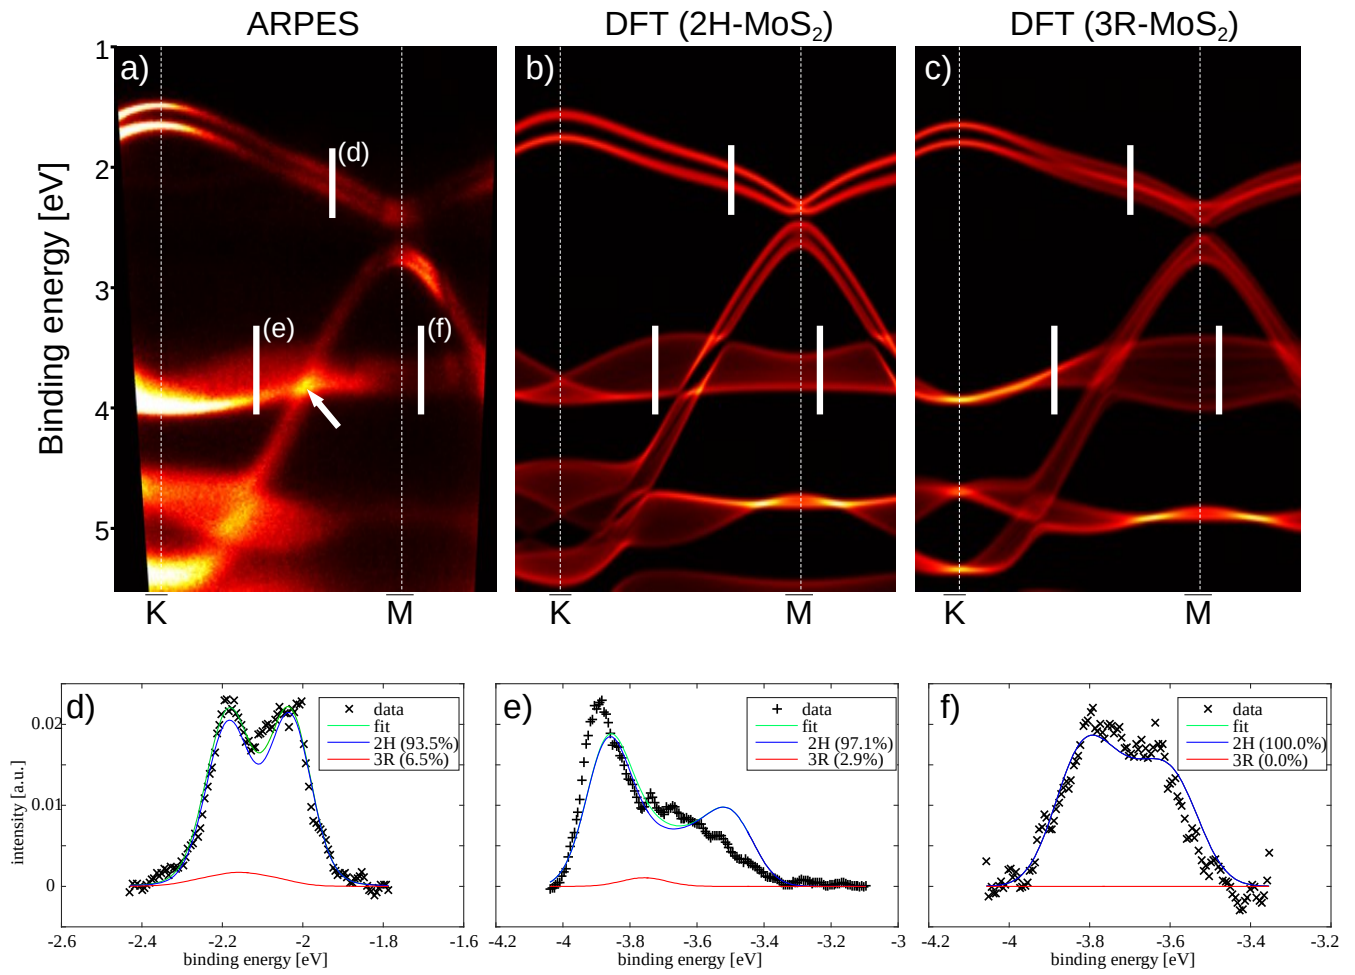 ARPES
DFT (2H-MoS₂)
DFT (3R-MoS₂)
a)
b)
c)
1
2
3
4
5
Binding energy [eV]
(d)
(e)
(f)
K̅
M̅
K̅
M̅
K̅
M̅
d)
data
fit
2H (93.5%)
3R (6.5%)
0.02
0.01
0
intensity [a.u.]
-2.6
-2.4
-2.2
-2
-1.8
-1.6
binding energy [eV]
e)
data
fit
2H (97.1%)
3R (2.9%)
-4.2
-4
-3.8
-3.6
-3.4
-3.2
-3
binding energy [eV]
f)
data
fit
2H (100.0%)
3R (0.0%)
-4.2
-4
-3.8
-3.6
-3.4
-3.2
binding energy [eV]